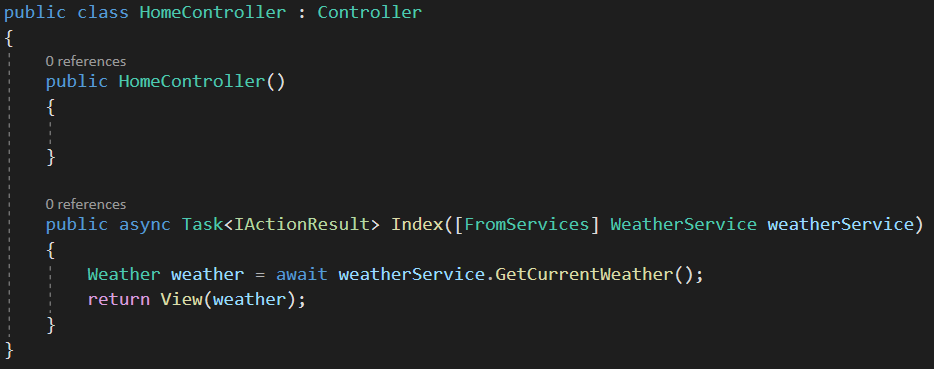 public class HomeController : Controller
{
0 references
public HomeController()
{
}
0 references
public async Task<IActionResult> Index([FromServices] WeatherService weatherService)
{
Weather weather = await weatherService.GetCurrentWeather();
return View(weather);
}
}